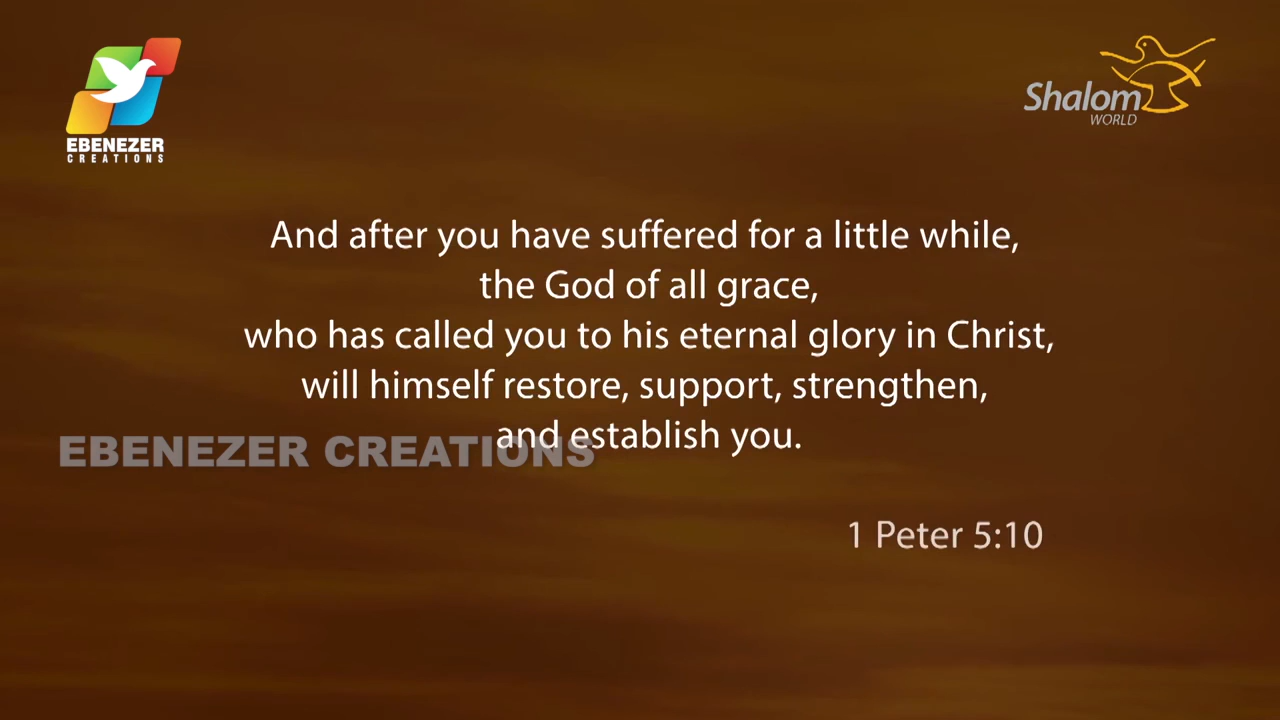 EBENEZER
CREATIONS
Shalom
WORLD
And after you have suffered for a little while,
the God of all grace,
who has called you to his eternal glory in Christ,
will himself restore, support, strengthen,
and establish you.
EBENEZER CREATIONS
1 Peter 5:10